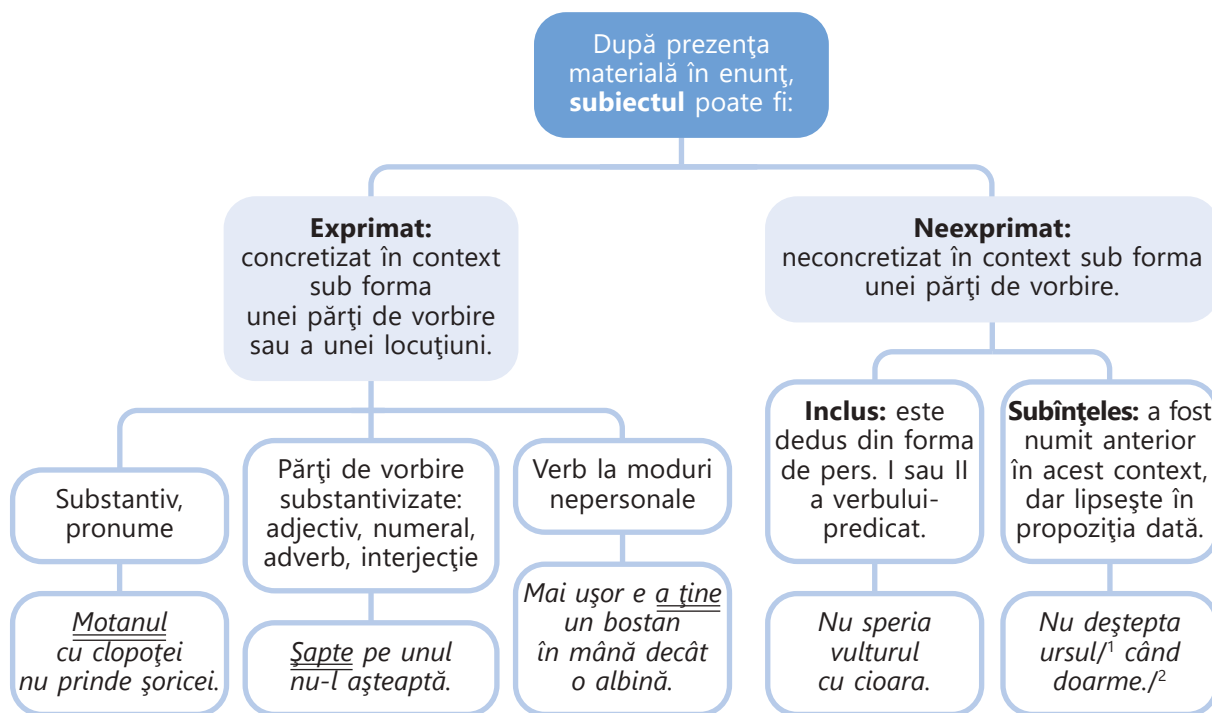 După prezenţa
materială în enunţ,
subiectul poate fi:
Exprimat:
concretizat în context
sub forma
unei părţi de vorbire
sau a unei locuţiuni.
Neexprimat:
neconcretizat în context sub forma
unei părţi de vorbire.
Substantiv,
pronume
Părţi de vorbire
substantivizate:
adjectiv, numeral,
adverb, interjecţie
Verb la moduri
nepersonale
Inclus: este
dedus din forma
de pers. I sau II
a verbului-
predicat.
Subînţeles: a fost
numit anterior
în acest context,
dar lipseşte în
propoziţia dată.
Motanul
cu clopoţei
nu prinde şoricei.
Şapte pe unul
nu-l aşteaptă.
Mai uşor e a ţine
un bostan
în mână decât
o albină.
Nu speria
vulturul
cu cioara.
Nu deştepta
ursul/¹ când
doarme./²